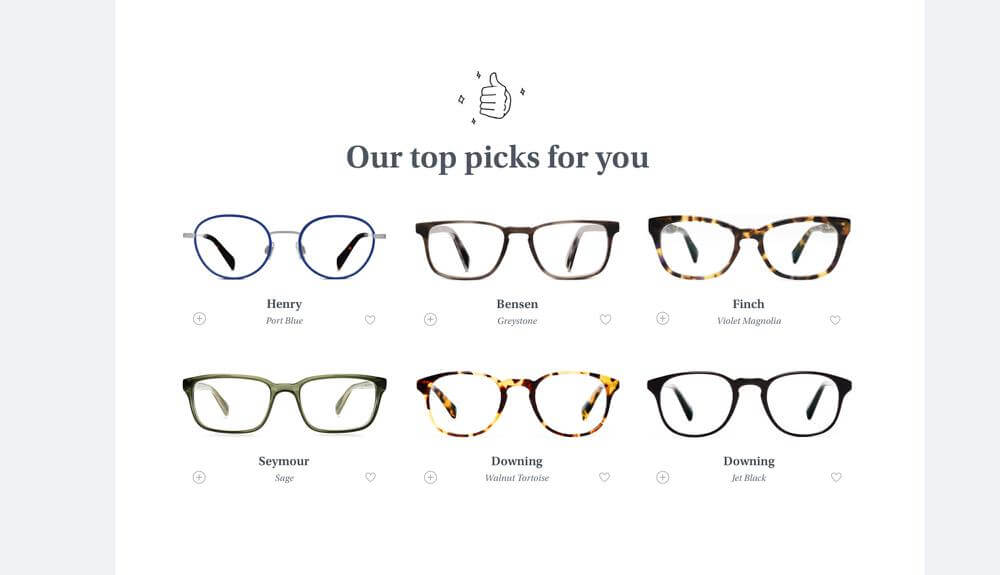 Our top picks for you
Henry
Port Blue
Bensen
Greystone
Finch
Violet Magnolia
Seymour
Sage
Downing
Walnut Tortoise
Downing
Jet Black